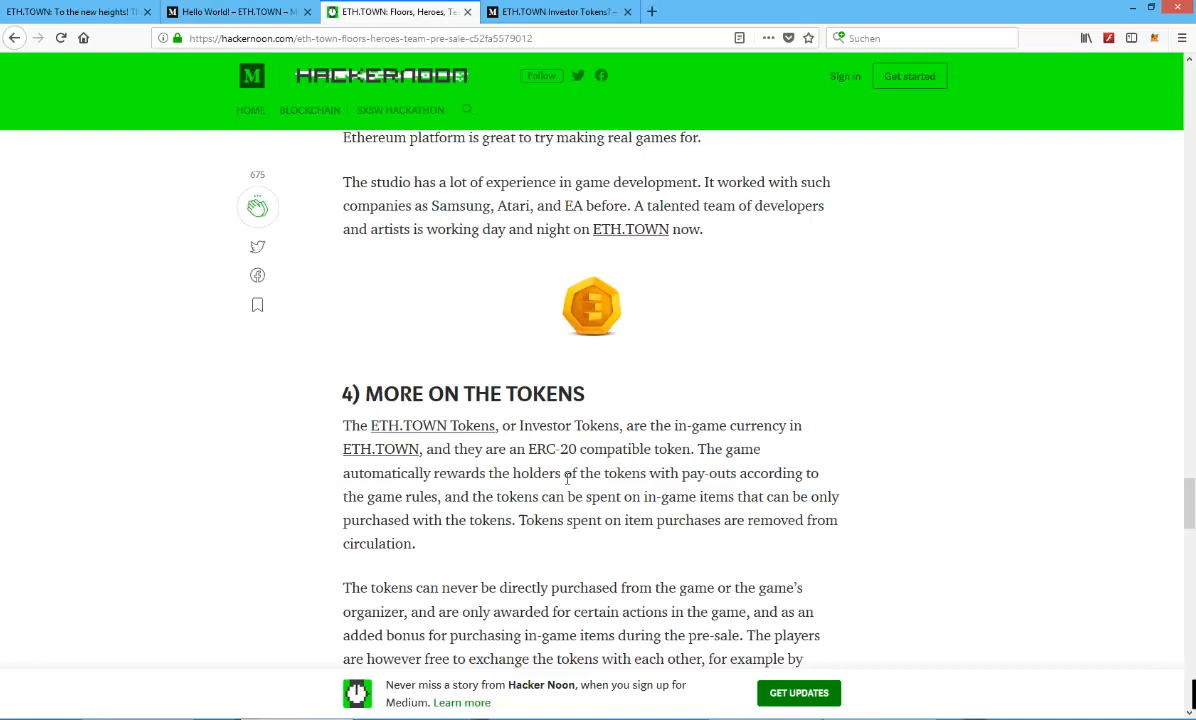 ETH.TOWN: To the new heights! T
Hello World! – ETH.TOWN – M
ETH.TOWN: Floors, Heroes, Te
ETH.TOWN Investor Tokens? –
https://hackernoon.com/eth-town-floors-heroes-team-pre-sale-c52fa5579012
Suchen
HACKERNOON
Follow
Sign in
Get started
HOME
BLOCKCHAIN
SXSW HACKATHON
Ethereum platform is great to try making real games for.
675
The studio has a lot of experience in game development. It worked with such
companies as Samsung, Atari, and EA before. A talented team of developers
and artists is working day and night on ETH.TOWN now.
4) MORE ON THE TOKENS
The ETH.TOWN Tokens, or Investor Tokens, are the in-game currency in
ETH.TOWN, and they are an ERC-20 compatible token. The game
automatically rewards the holders of the tokens with pay-outs according to
the game rules, and the tokens can be spent on in-game items that can be only
purchased with the tokens. Tokens spent on item purchases are removed from
circulation.
The tokens can never be directly purchased from the game or the game's
organizer, and are only awarded for certain actions in the game, and as an
added bonus for purchasing in-game items during the pre-sale. The players
are however free to exchange the tokens with each other, for example by
Never miss a story from Hacker Noon, when you sign up for
Medium. Learn more
GET UPDATES